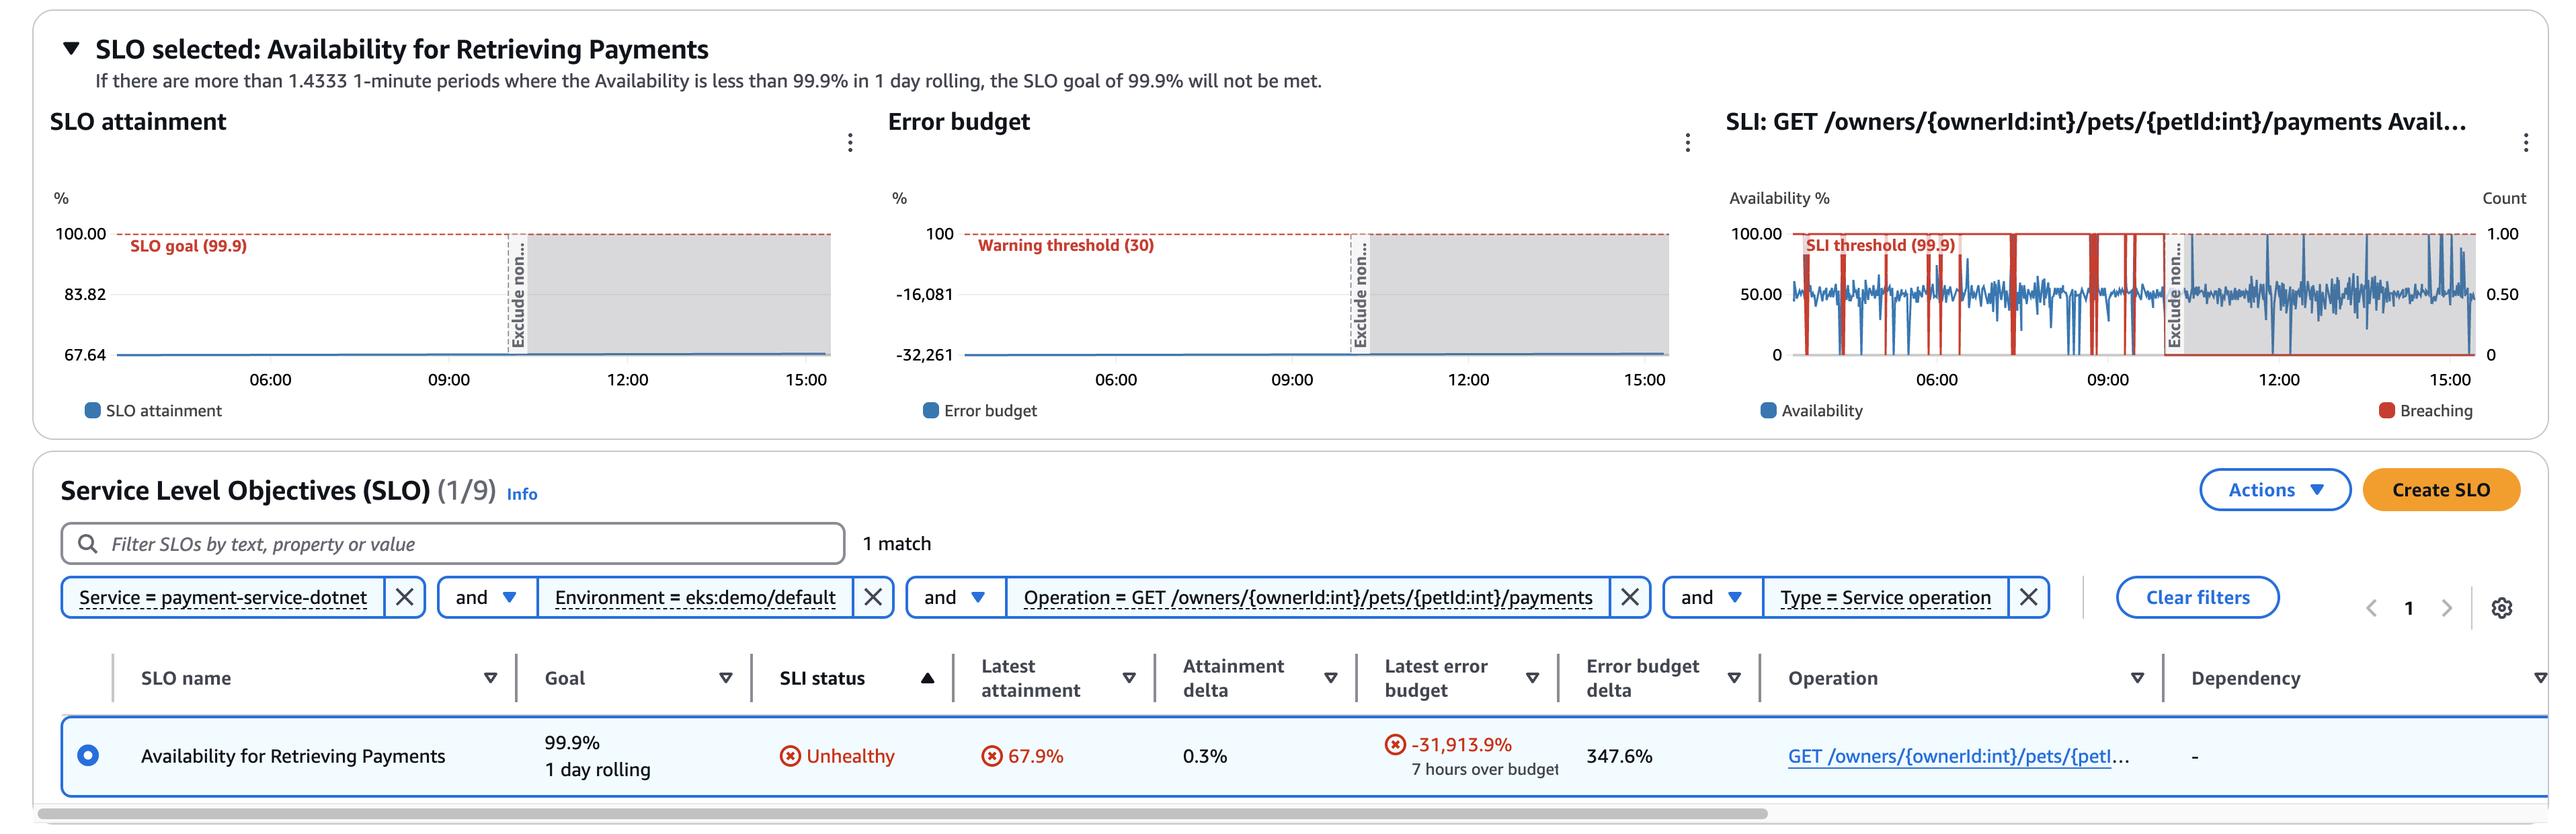 SLO selected: Availability for Retrieving Payments
If there are more than 1.4333 1-minute periods where the Availability is less than 99.9% in 1 day rolling, the SLO goal of 99.9% will not be met.
SLO attainment
%
100.00
SLO goal (99.9)
83.82
67.64
Exclude non...
06:00
09:00
12:00
15:00
SLO attainment
Error budget
%
100
Warning threshold (30)
-16,081
-32,261
Exclude non...
06:00
09:00
12:00
15:00
Error budget
SLI: GET /owners/{ownerId:int}/pets/{petId:int}/payments Avail...
Availability %
Count
100.00
SLI threshold (99.9)
1.00
50.00
0.50
0
0
Exclude non...
06:00
09:00
12:00
15:00
Availability
Breaching
Service Level Objectives (SLO) (1/9) Info
Actions
Create SLO
Filter SLOs by text, property or value
1 match
Service = payment-service-dotnet
and
Environment = eks:demo/default
and
Operation = GET /owners/{ownerId:int}/pets/{petId:int}/payments
and
Type = Service operation
Clear filters
1
SLO name
Goal
SLI status
Latest attainment
Attainment delta
Latest error budget
Error budget delta
Operation
Dependency
Availability for Retrieving Payments
99.9%
1 day rolling
Unhealthy
67.9%
0.3%
-31,913.9%
7 hours over budget
347.6%
GET /owners/{ownerId:int}/pets/{petI...
-